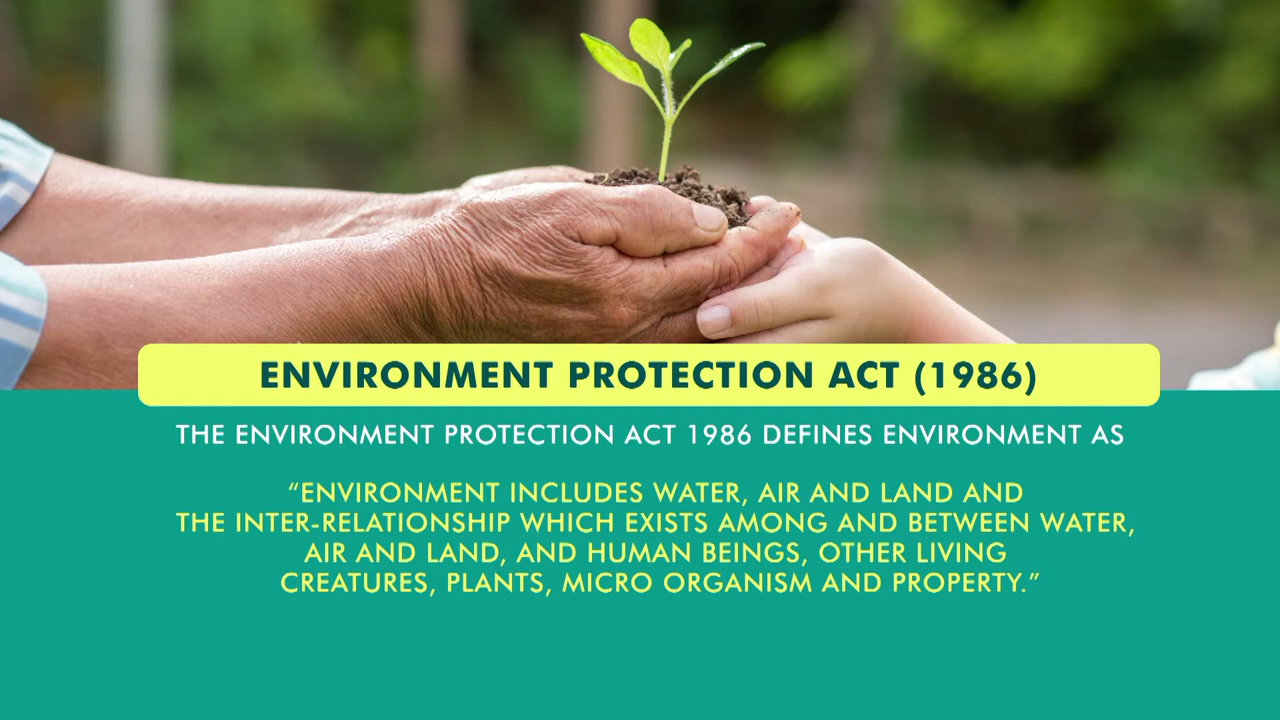 ENVIRONMENT PROTECTION ACT (1986)
THE ENVIRONMENT PROTECTION ACT 1986 DEFINES ENVIRONMENT AS
“ENVIRONMENT INCLUDES WATER, AIR AND LAND AND
THE INTER-RELATIONSHIP WHICH EXISTS AMONG AND BETWEEN WATER,
AIR AND LAND, AND HUMAN BEINGS, OTHER LIVING
CREATURES, PLANTS, MICRO ORGANISM AND PROPERTY.”